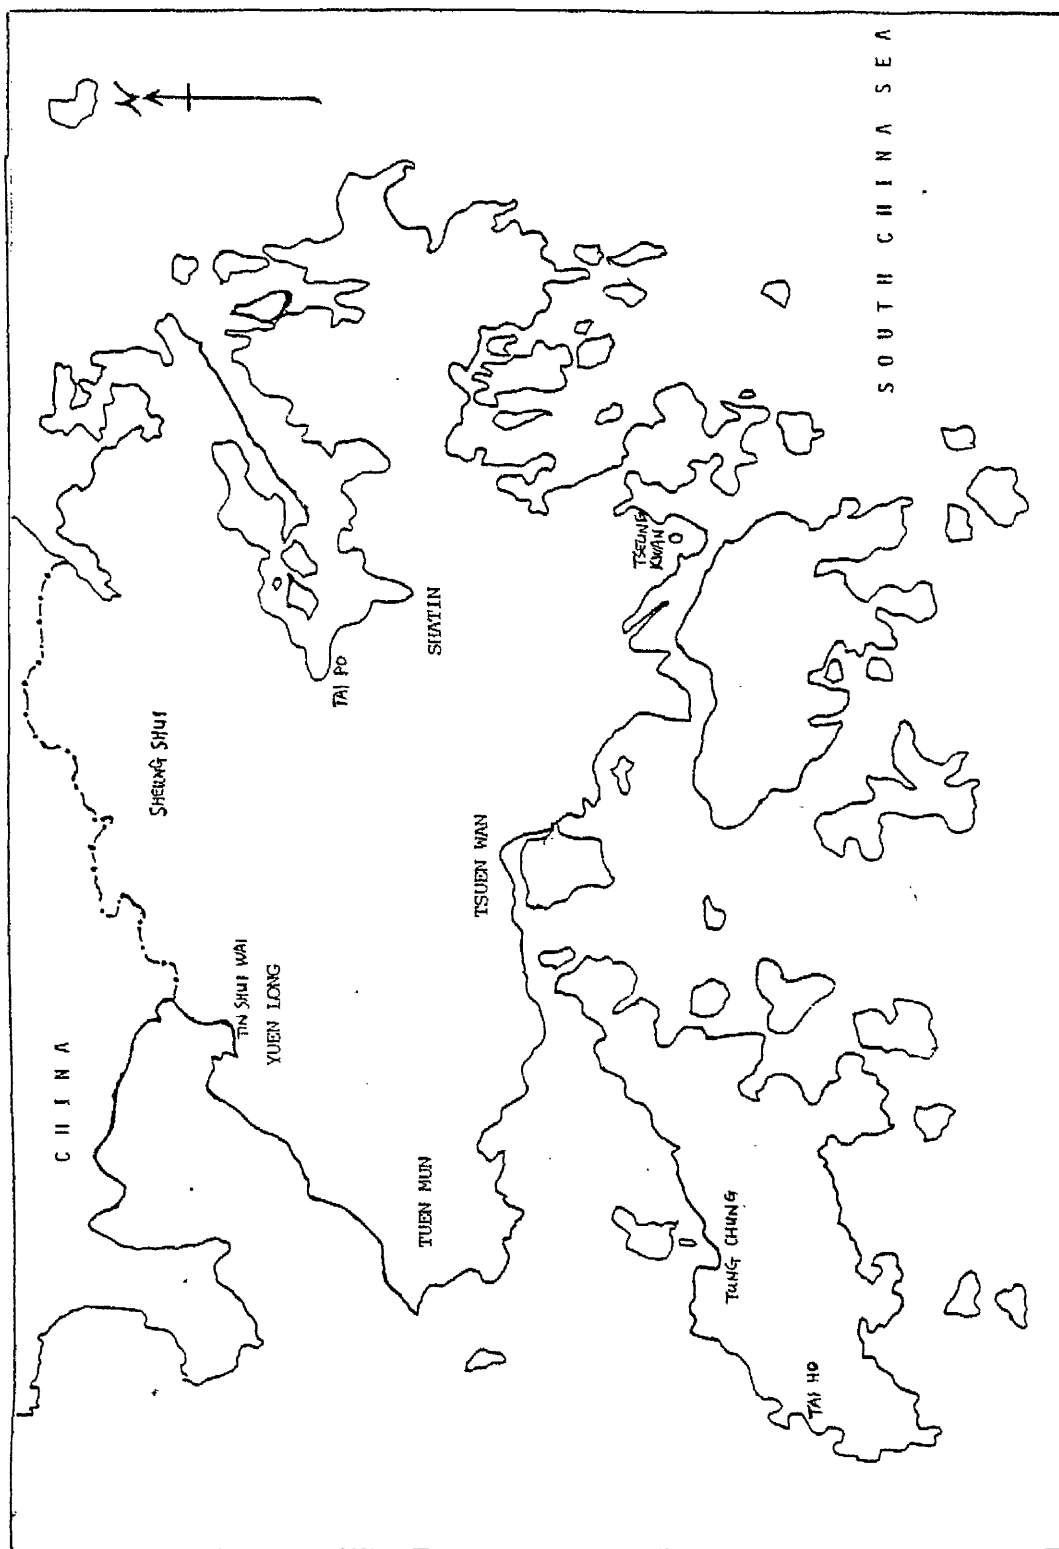 N
CHINA
SOUTH CHINA SEA
SHEUNG SHUI
TIN SHUI WAI
YUEN LONG
TAI PO
SHATIN
TUEN MUN
TSUEN WAN
TSEUNG
KWAN
O
TUNG CHUNG
TAI HO